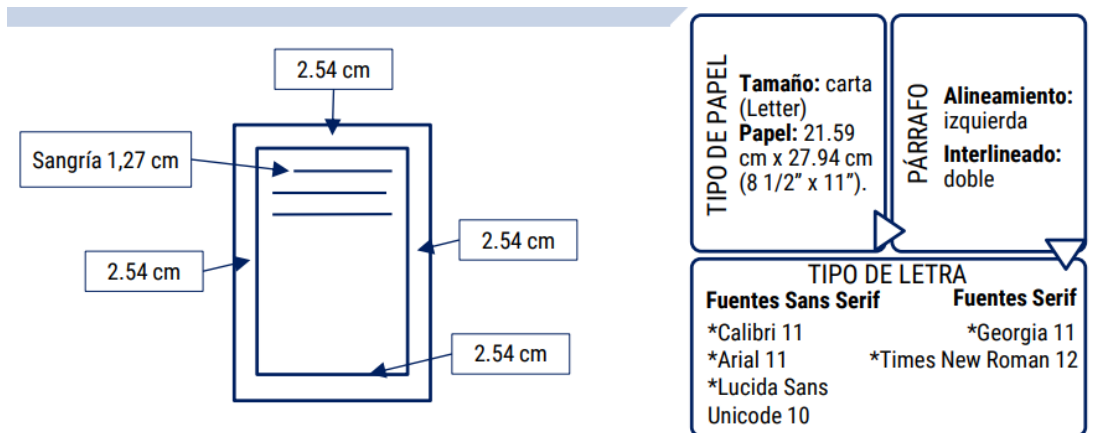 2.54 cm
Sangría 1,27 cm
2.54 cm
2.54 cm
2.54 cm
TIPO DE PAPEL
Tamaño: carta
(Letter)
Papel: 21.59
cm x 27.94 cm
(8 1/2” x 11”).
PÁRRAFO
Alineamiento:
izquierda
Interlineado:
doble
TIPO DE LETRA
Fuentes Sans Serif
*Calibri 11
*Arial 11
*Lucida Sans
Unicode 10
Fuentes Serif
*Georgia 11
*Times New Roman 12